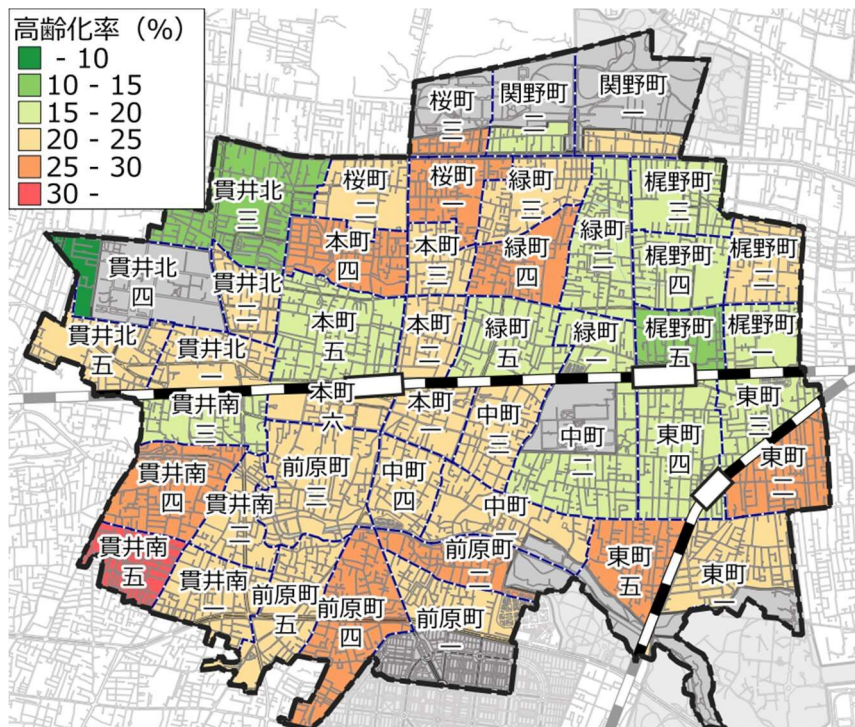 高齢化率（%）
- 10
10 - 15
15 - 20
20 - 25
25 - 30
30 -
桜町
三
関野町
二
関野町
一
貫井北
三
桜町
二
桜町
一
緑町
三
緑町
二
梶野町
三
本町
四
本町
三
緑町
四
梶野町
四
梶野町
二
貫井北
四
貫井北
二
本町
五
本町
二
緑町
五
緑町
一
梶野町
五
梶野町
一
貫井北
五
貫井北
一
貫井南
三
本町
六
本町
一
中町
三
中町
二
東町
四
東町
三
貫井南
四
貫井南
二
前原町
三
中町
四
中町
一
東町
二
貫井南
五
貫井南
一
前原町
五
前原町
四
前原町
二
前原町
一
東町
五
東町
一